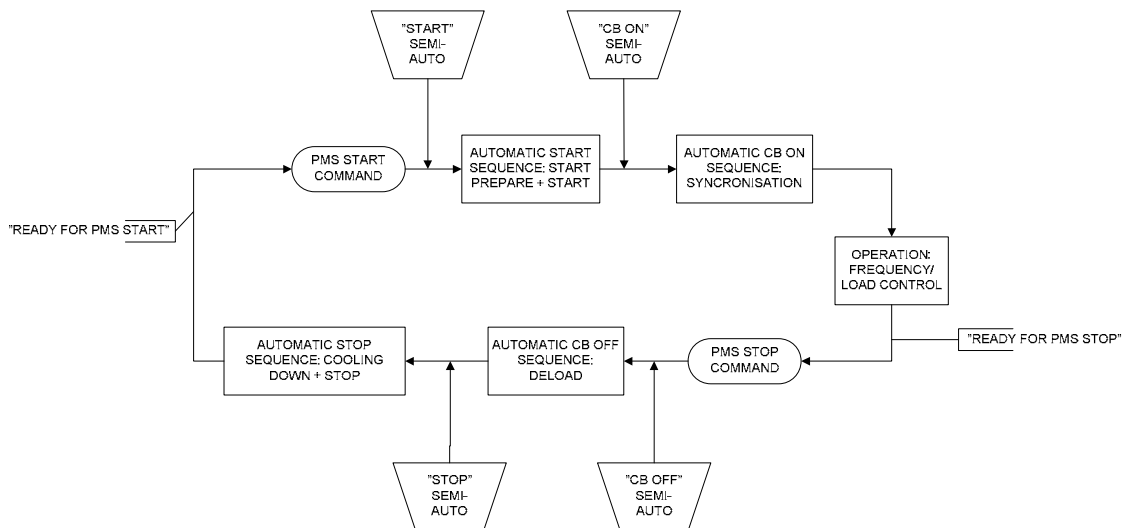 "START"
SEMI-
AUTO
"CB ON"
SEMI-
AUTO
PMS START
COMMAND
AUTOMATIC START
SEQUENCE: START
PREPARE + START
AUTOMATIC CB ON
SEQUENCE:
SYNCRONISATION
"READY FOR PMS START"
OPERATION:
FREQUENCY/
LOAD CONTROL
"READY FOR PMS STOP"
AUTOMATIC STOP
SEQUENCE: COOLING
DOWN + STOP
AUTOMATIC CB OFF
SEQUENCE:
DELOAD
PMS STOP
COMMAND
"STOP"
SEMI-
AUTO
"CB OFF"
SEMI-
AUTO